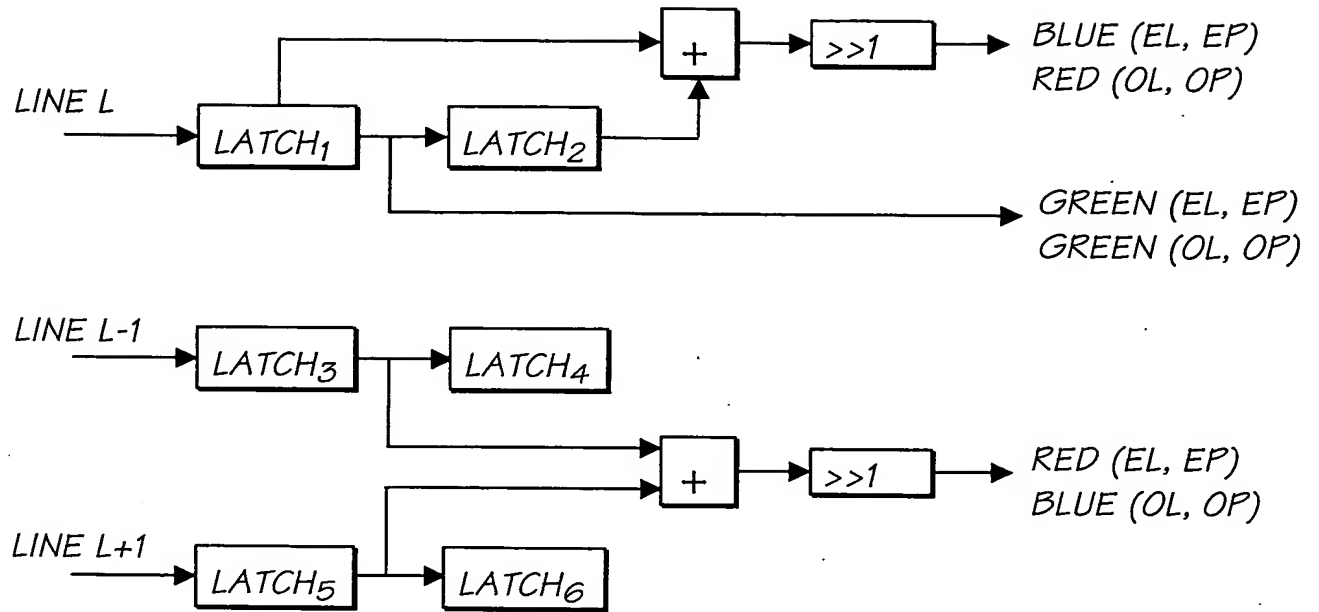 BLUE (EL, EP)
RED (OL, OP)
+
>>1
LINE L
LATCH1
LATCH2
GREEN (EL, EP)
GREEN (OL, OP)
LINE L-1
LATCH3
LATCH4
+
>>1
RED (EL, EP)
BLUE (OL, OP)
LINE L+1
LATCH5
LATCH6